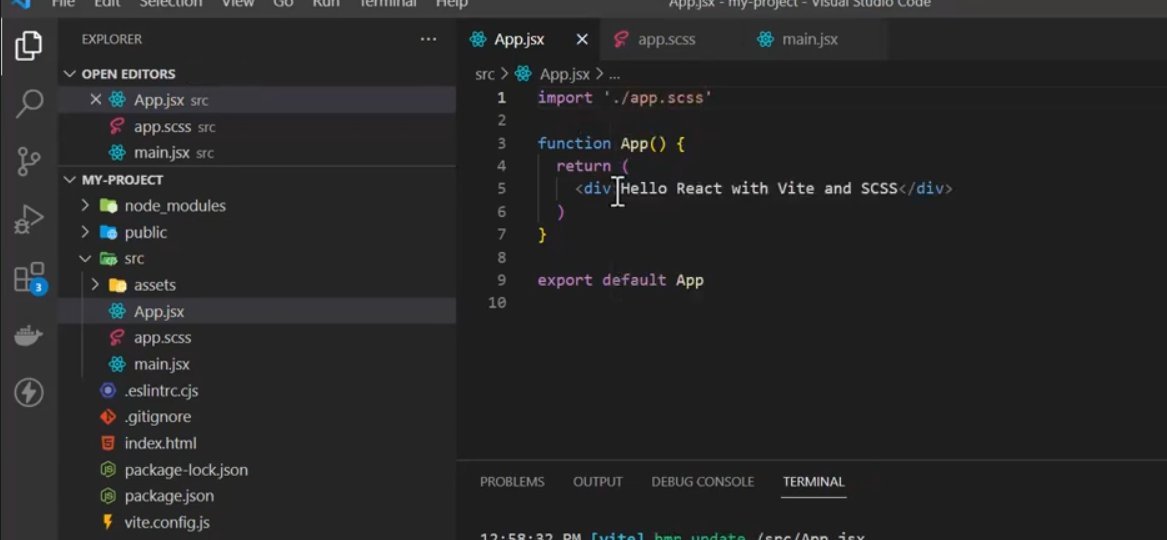 File Edit Selection View Go Run Terminal Help
App.jsx - my-project - Visual Studio Code
EXPLORER
OPEN EDITORS
App.jsx src
app.scss src
main.jsx src
MY-PROJECT
node_modules
public
src
assets
App.jsx
app.scss
main.jsx
.eslintrc.cjs
.gitignore
index.html
package-lock.json
package.json
vite.config.js
3
App.jsx app.scss main.jsx
src > App.jsx > ...
1 import './app.scss'
2
3 function App() {
4 return (
5 <div>Hello React with Vite and SCSS</div>
6 )
7 }
8
9 export default App
10
PROBLEMS OUTPUT DEBUG CONSOLE TERMINAL
12:58:32 PM [vite] hmr update /src/App.jsx